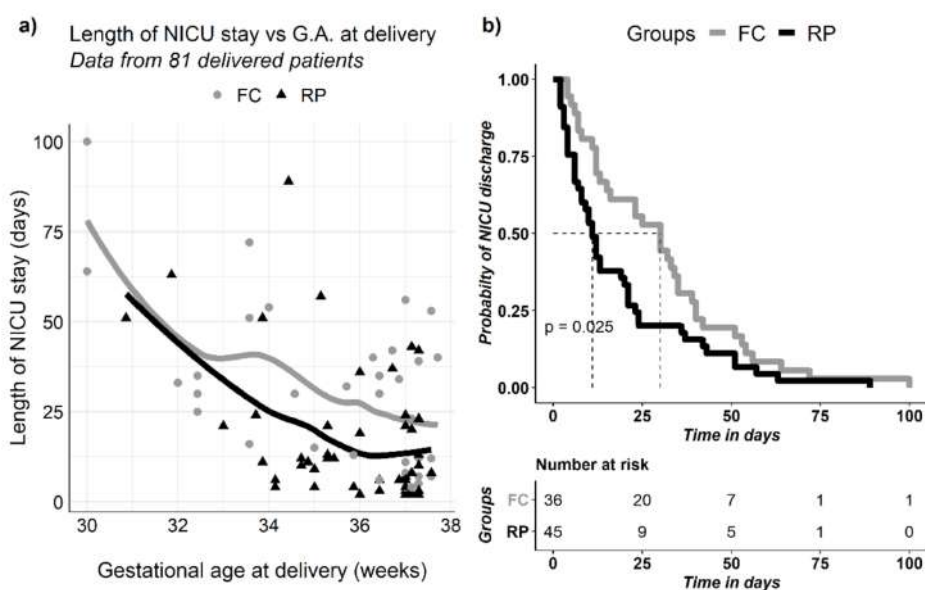 a)
Length of NICU stay vs G.A. at delivery
Data from 81 delivered patients
FC RP
Length of NICU stay (days)
100
75
50
25
0
30 32 34 36 38
Gestational age at delivery (weeks)
b)
Groups FC RP
Probabilty of NICU discharge
1.00
0.75
0.50
0.25
0.00
p = 0.025
0 25 50 75 100
Time in days
Number at risk
Groups
FC 36 20 7 1 1
RP 45 9 5 1 0
0 25 50 75 100
Time in days